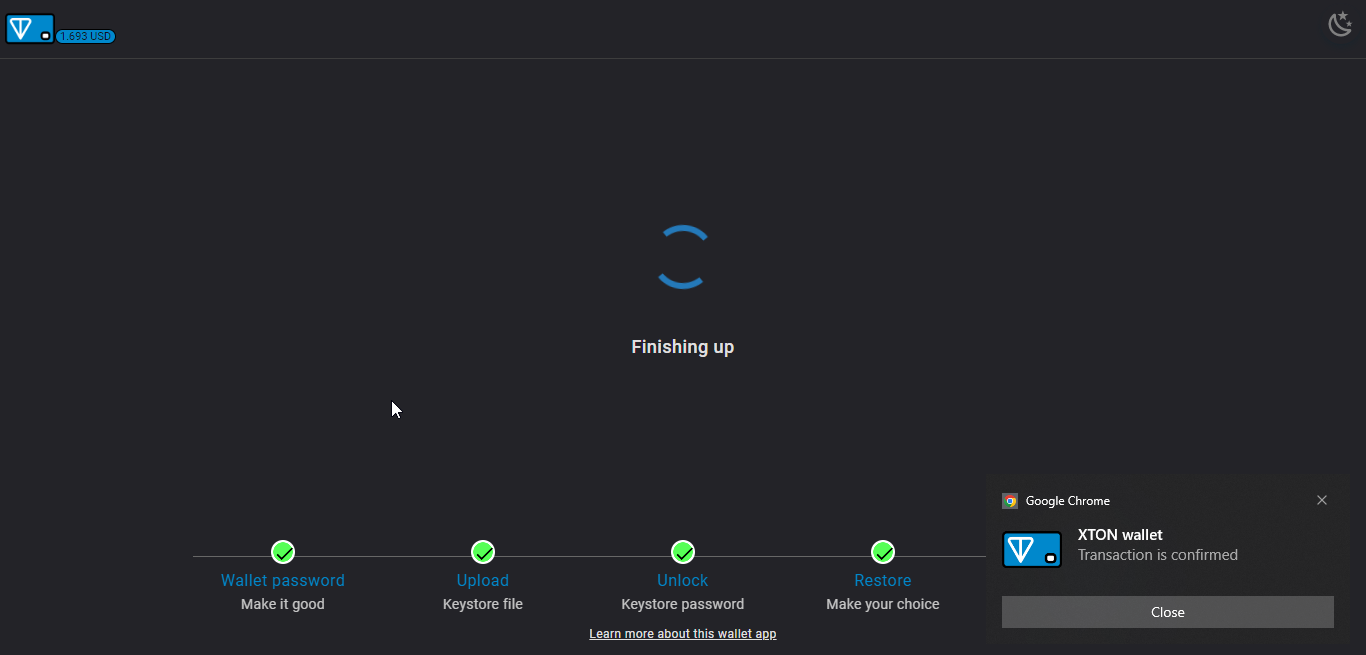 1.693 USD
Finishing up
Google Chrome
XTON wallet
Transaction is confirmed
Close
Wallet password
Make it good
Upload
Keystore file
Unlock
Keystore password
Restore
Make your choice
Learn more about this wallet app